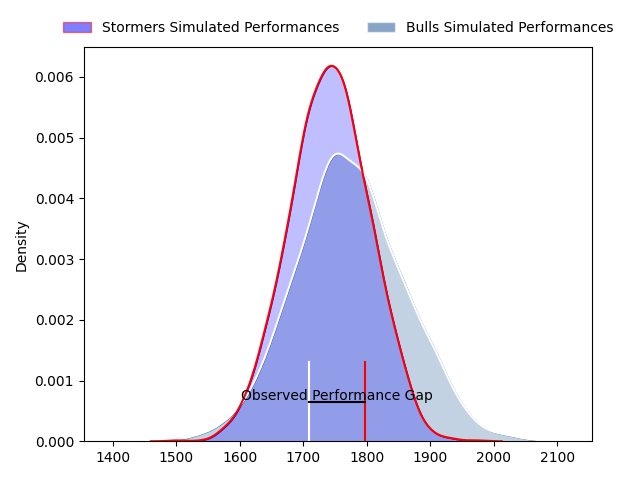 Stormers Simulated Performances Bulls Simulated Performances
0.006
0.005
0.004
Density
0.003
0.002
0.001
Observed Performance Gap
0.000
1400 1500 1600 1700 1800 1900 2000 2100